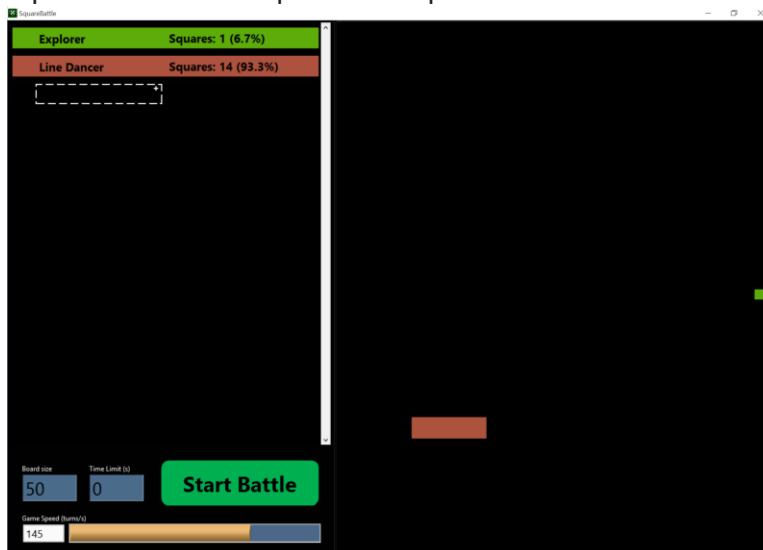 SquareBattle
Explorer Squares: 1 (6.7%)
Line Dancer Squares: 14 (93.3%)
Board size Time Limit (s)
50 0
Start Battle
Game Speed (turns/s)
145